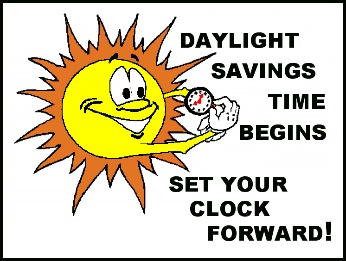 DAYLIGHT
SAVINGS
TIME
BEGINS
SET YOUR
CLOCK
FORWARD!